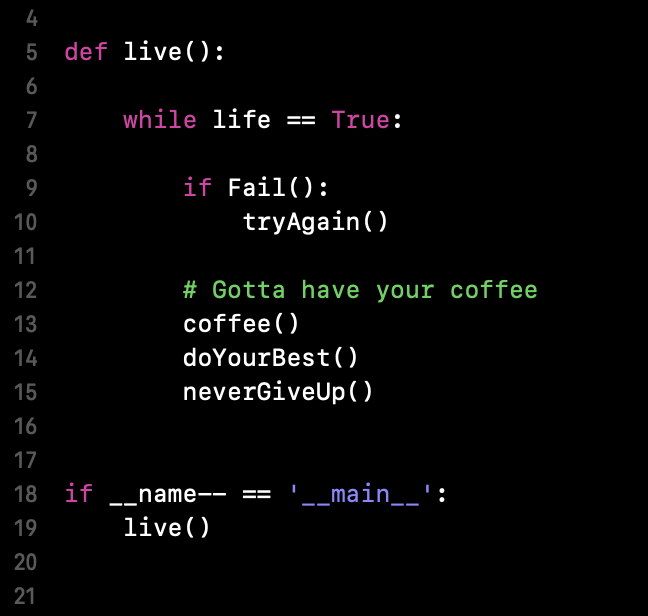 4
5 def live():
6
7 while life == True:
8
9 if Fail():
10 tryAgain()
11
12 # Gotta have your coffee
13 coffee()
14 doYourBest()
15 neverGiveUp()
16
17
18 if __name-- == '__main__':
19 live()
20
21